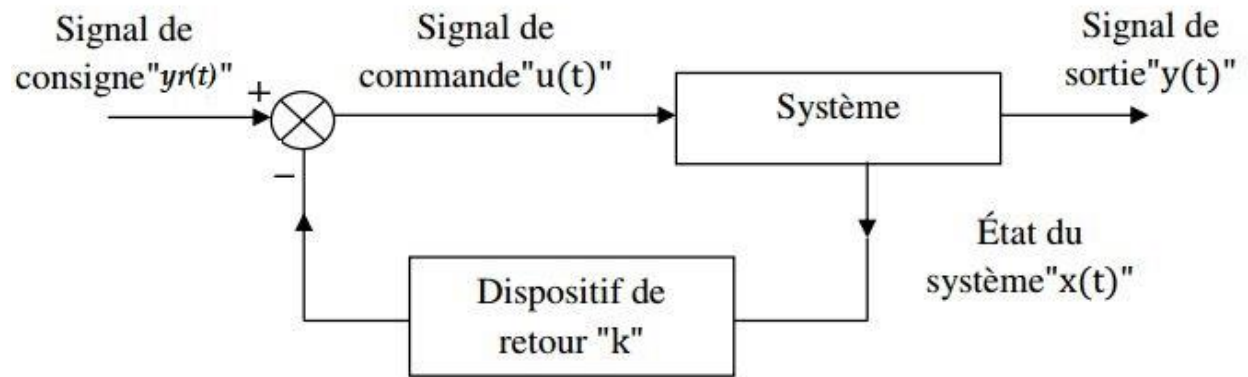 Signal de
consigne"yr(t)"
Signal de
commande"u(t)"
Signal de
sortie"y(t)"
+
Système
−
État du
système"x(t)"
Dispositif de
retour "k"